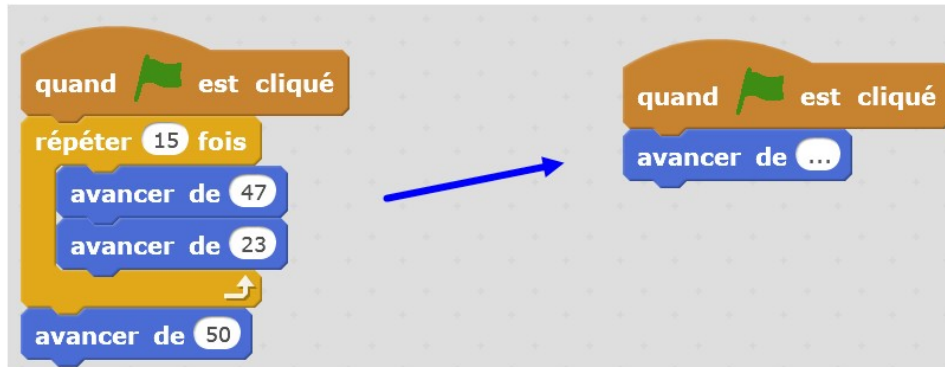 quand est cliqué
répéter 15 fois
avancer de 47
avancer de 23
avancer de 50
quand est cliqué
avancer de ...